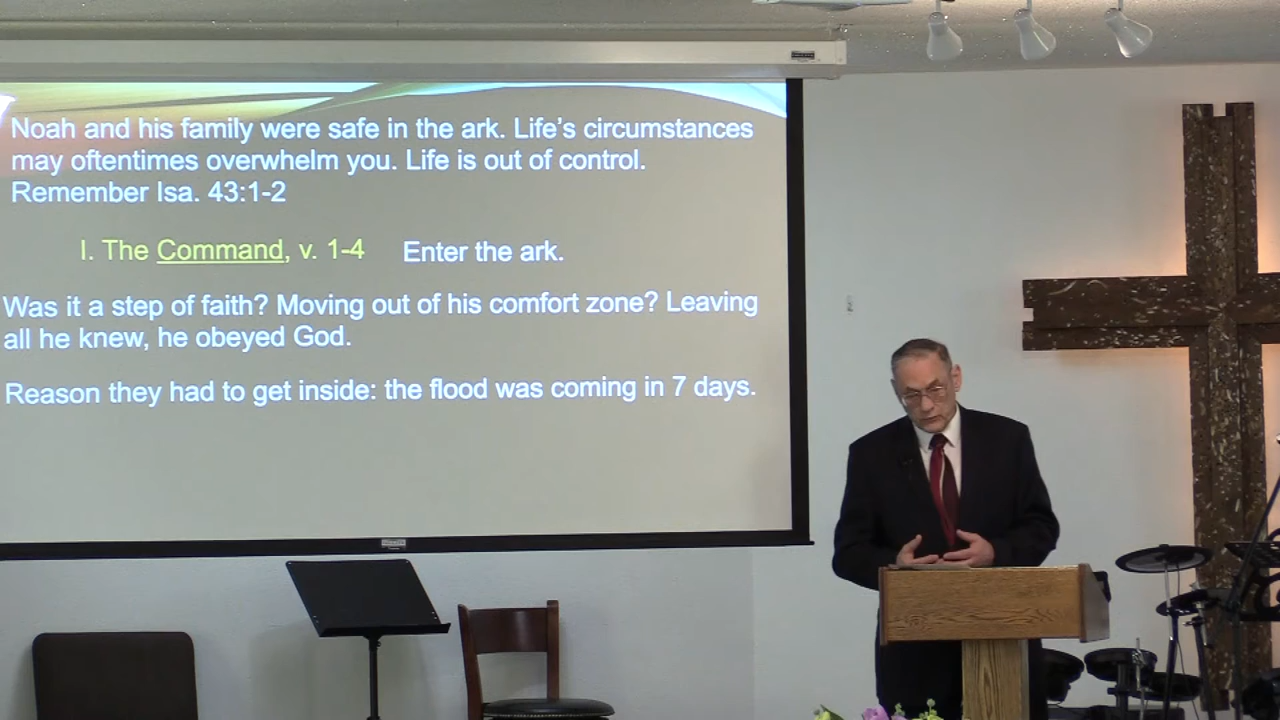 Noah and his family were safe in the ark. Life’s circumstances
may oftentimes overwhelm you. Life is out of control.
Remember Isa. 43:1-2
I. The Command, v. 1-4 Enter the ark.
Was it a step of faith? Moving out of his comfort zone? Leaving
all he knew, he obeyed God.
Reason they had to get inside: the flood was coming in 7 days.